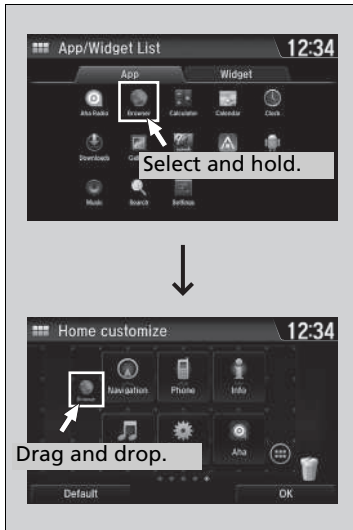 App/Widget List 12:34
App Widget
Aha Radio Browser Calculator Calendar Clock
Downloads
Select and hold.
Music Search Settings
Home customize 12:34
Browser Navigation Phone Info
Drag and drop.
Aha
Default OK